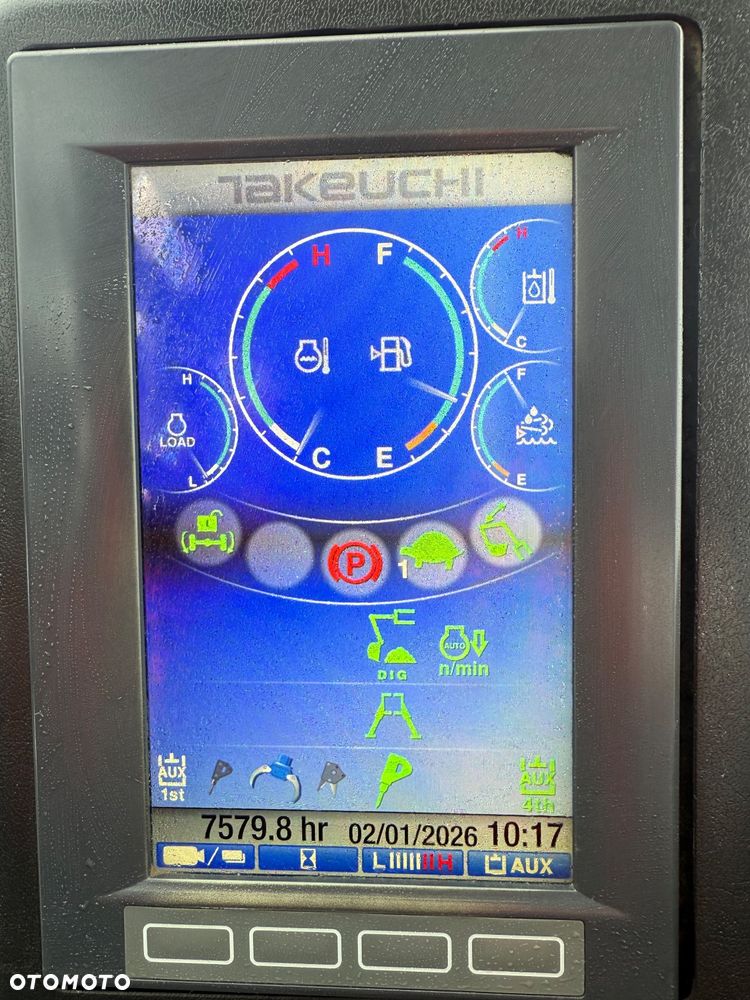 TAKEUCHI
H F
H
C
H
LOAD
L
F
E
C E
P
1
AUTO
DIG n/min
AUX
1st
AUX
4th
7579.8 hr 02/01/2026 10:17
/ L H AUX
OTOMOTO